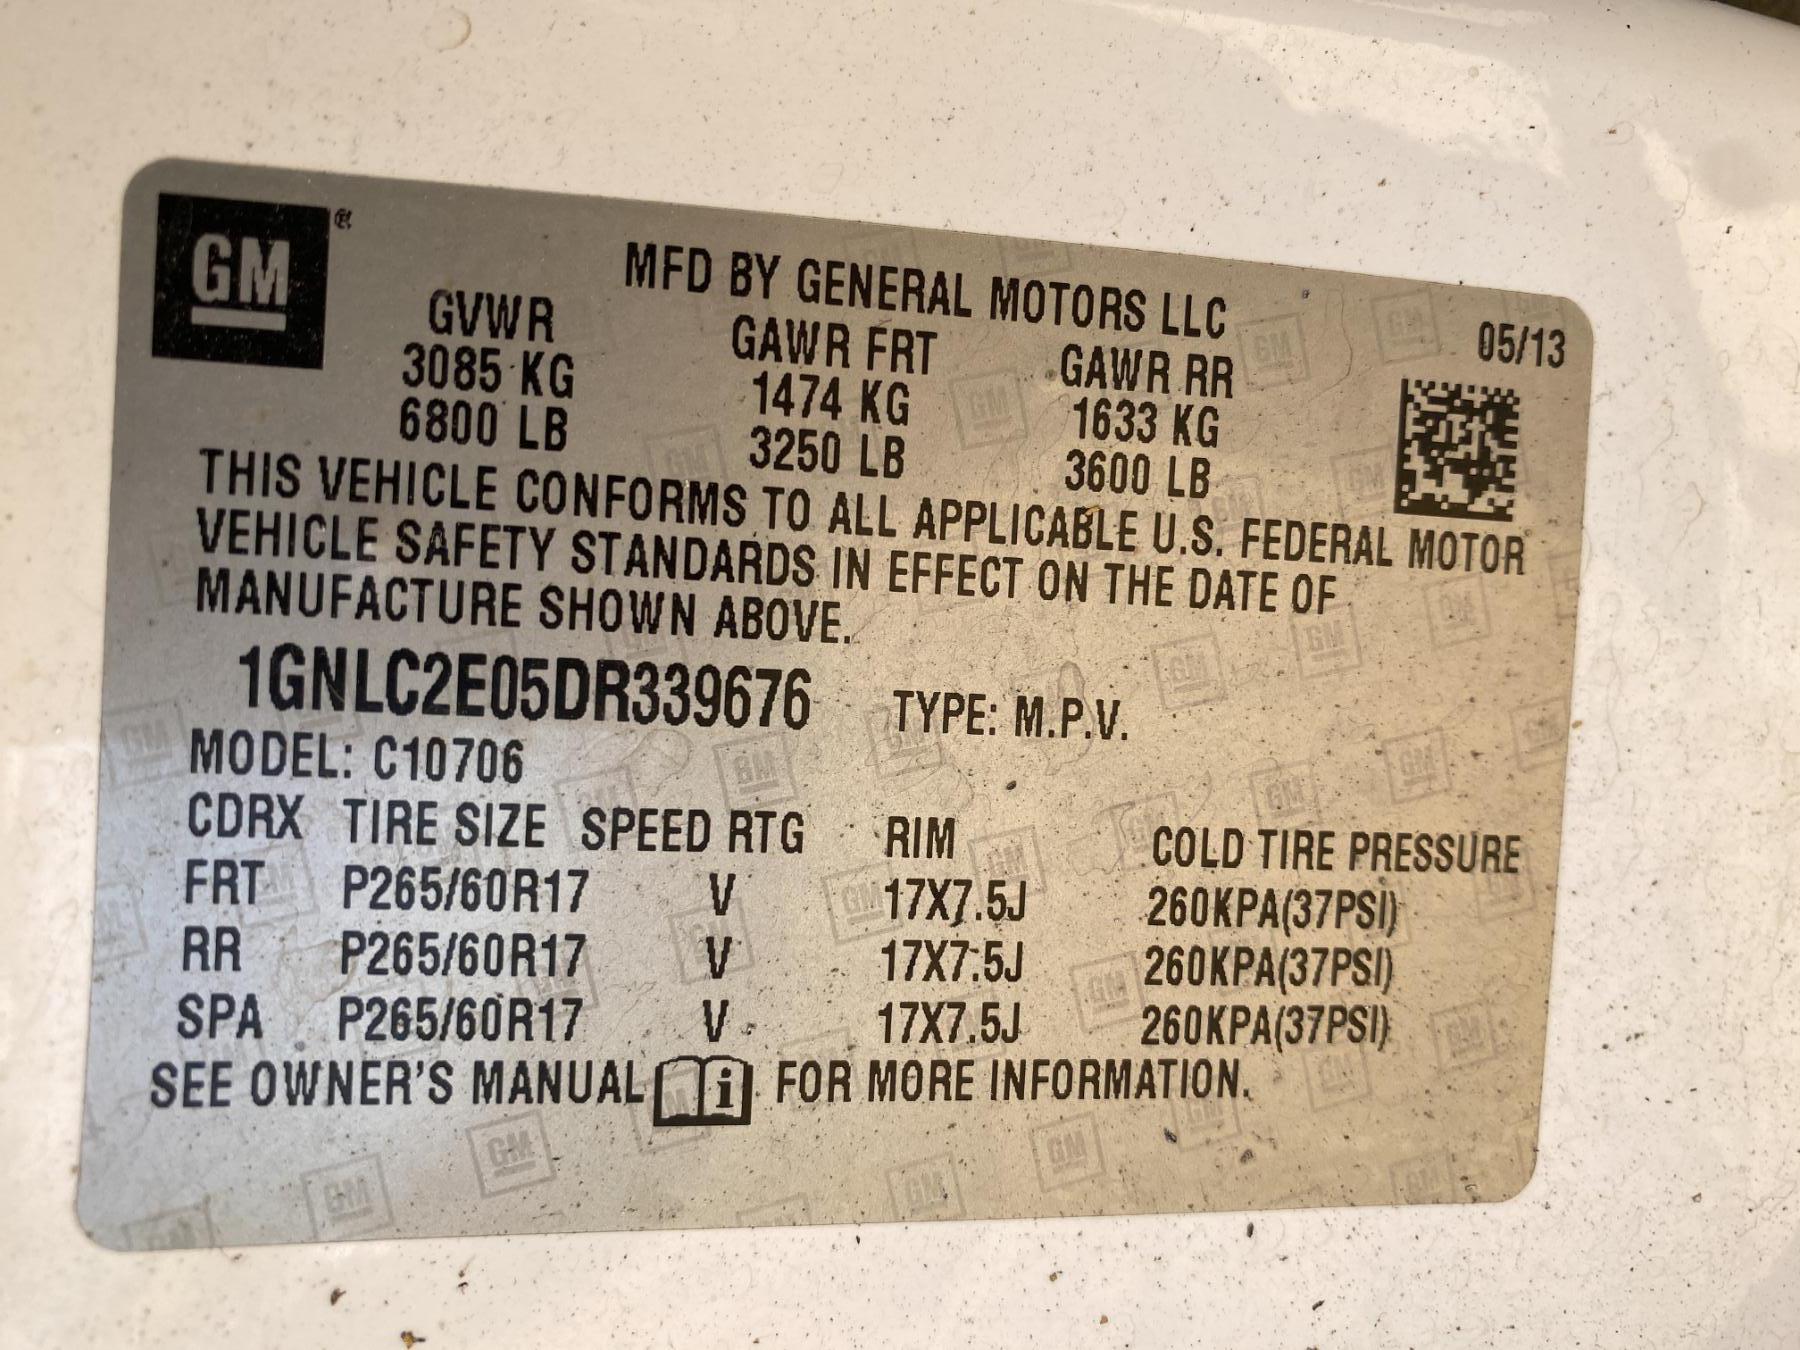 GM®
MFD BY GENERAL MOTORS LLC
05/13
GVWR GAWR FRT GAWR RR
3085 KG 1474 KG 1633 KG
6800 LB 3250 LB 3600 LB
THIS VEHICLE CONFORMS TO ALL APPLICABLE U.S. FEDERAL MOTOR
VEHICLE SAFETY STANDARDS IN EFFECT ON THE DATE OF
MANUFACTURE SHOWN ABOVE.
1GNLC2E05DR339676 TYPE: M.P.V.
MODEL: C10706
CDRX TIRE SIZE SPEED RTG RIM COLD TIRE PRESSURE
FRT P265/60R17 V 17X7.5J 260KPA(37PSI)
RR P265/60R17 V 17X7.5J 260KPA(37PSI)
SPA P265/60R17 V 17X7.5J 260KPA(37PSI)
SEE OWNER'S MANUAL i FOR MORE INFORMATION.